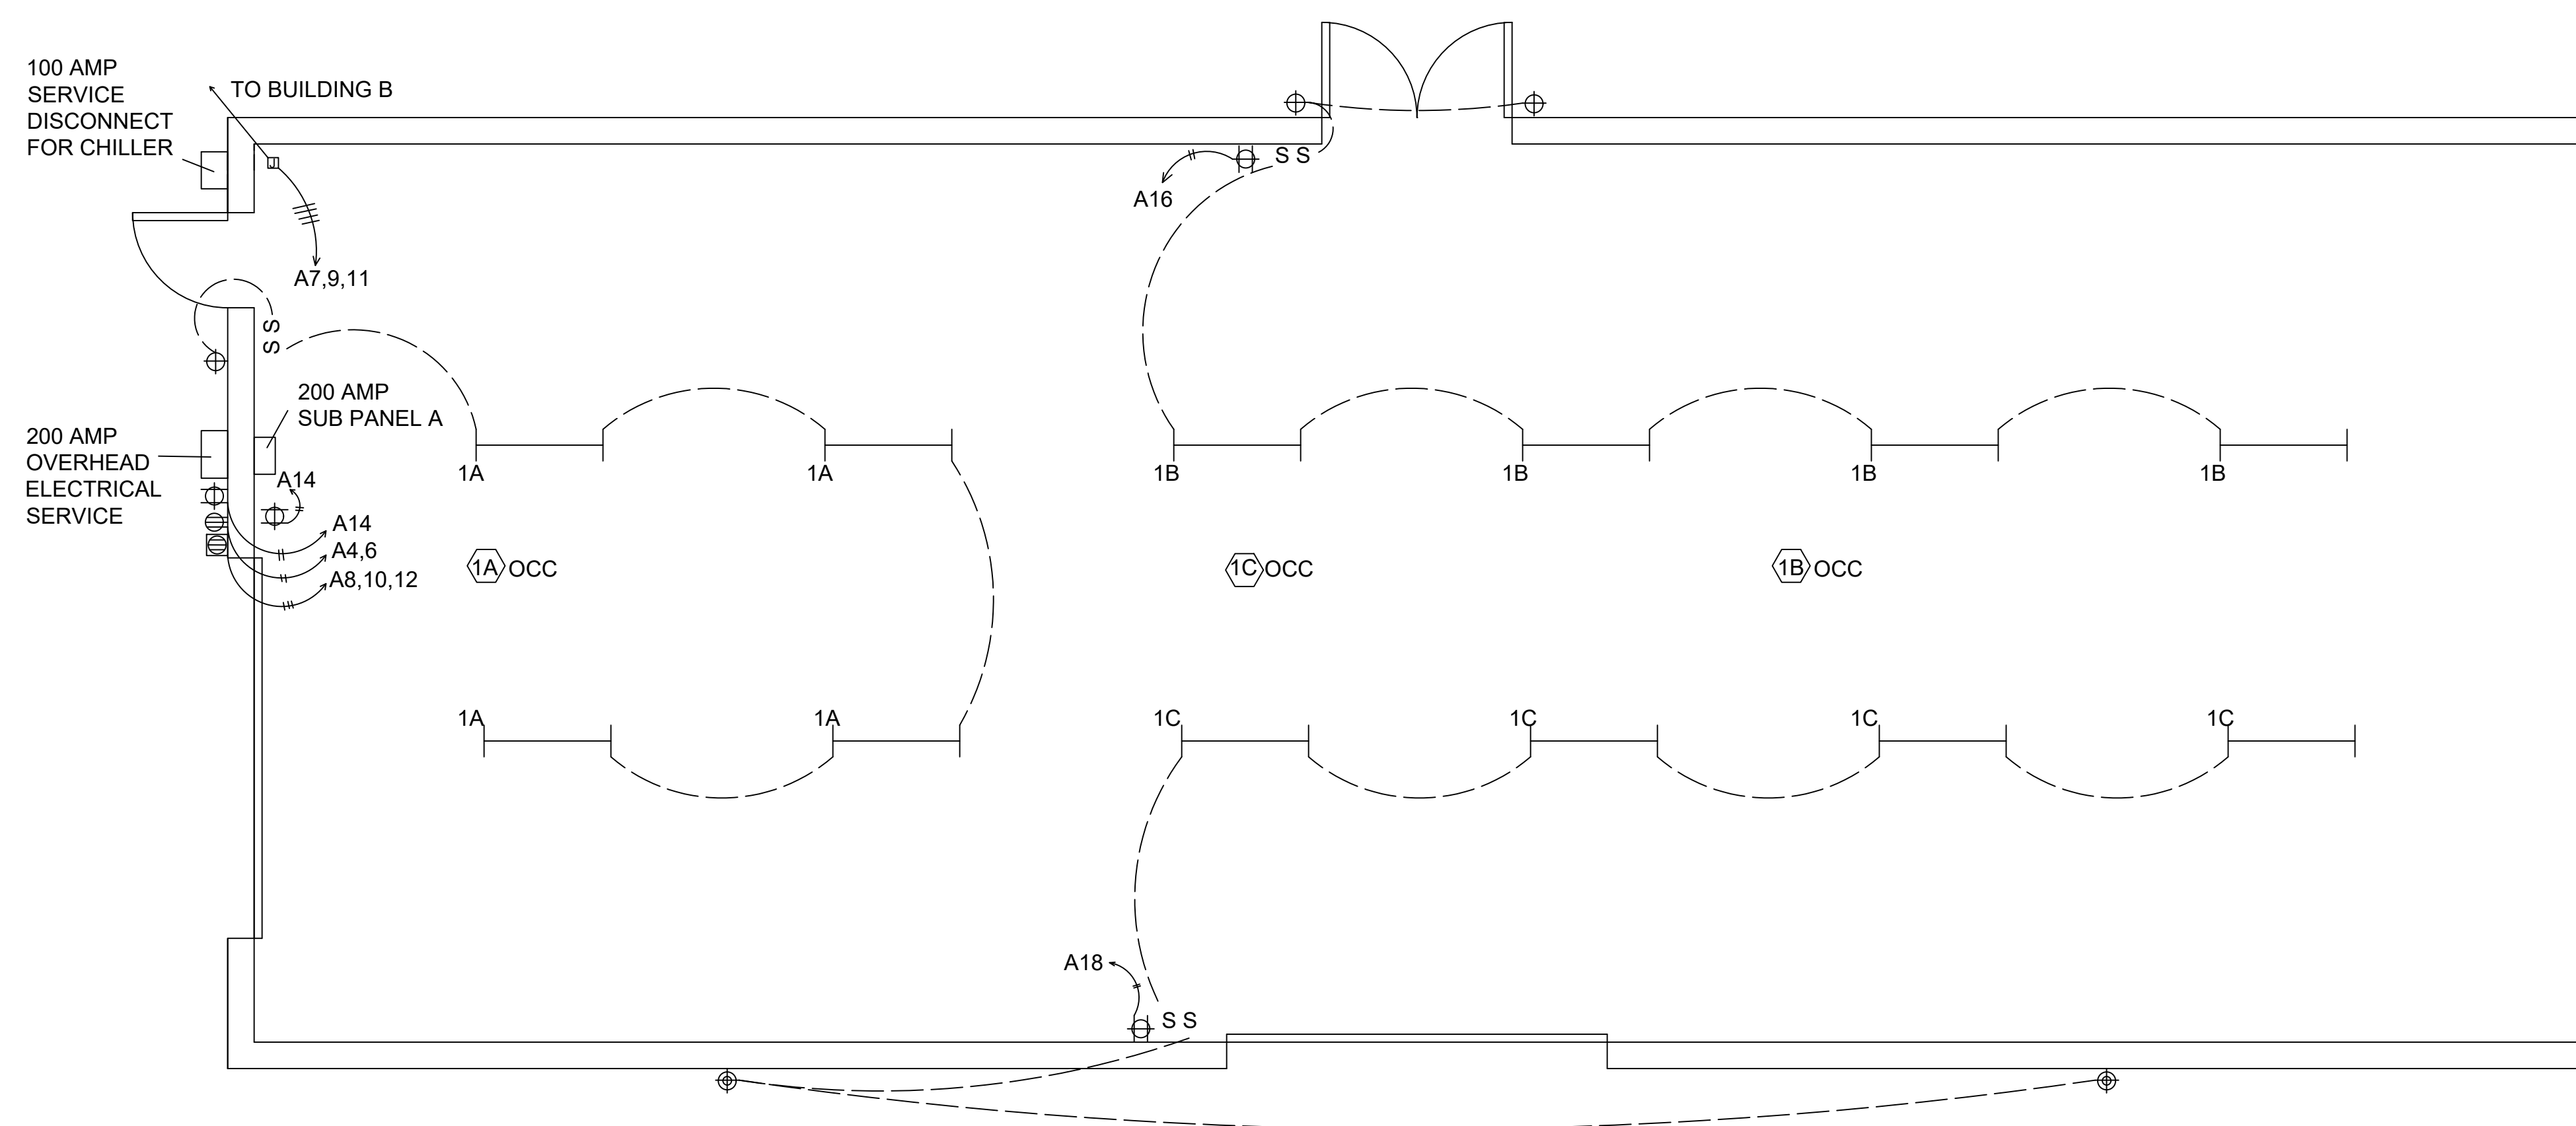 100 AMP
SERVICE
DISCONNECT
FOR CHILLER
TO BUILDING B
J
A7,9,11
S S
A16
S S
200 AMP
SUB PANEL A
200 AMP
OVERHEAD
ELECTRICAL
SERVICE
A14
A14
A4,6
A8,10,12
1A
1A
1B
1B
1B
1B
1A OCC
1C OCC
1B OCC
1A
1A
1C
1C
1C
1C
A18
S S